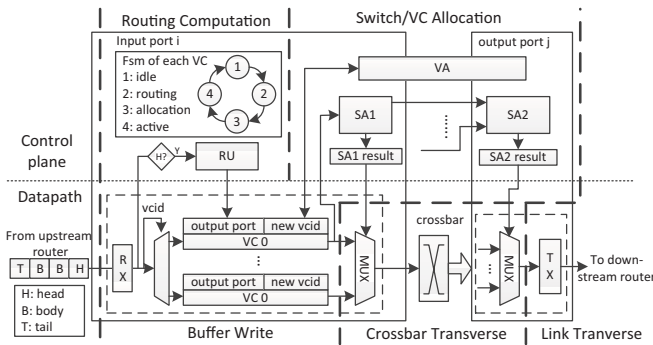 Routing Computation
Switch/VC Allocation
Input port i
output port j
Fsm of each VC
1: idle
2: routing
3: allocation
4: active
1
2
3
4
VA
SA1
SA2
SA1 result
SA2 result
Control
plane
H?
Y
RU
Datapath
vcid
From upstream
router
T B B H
R
X
output port new vcid
VC 0
...
output port new vcid
VC 0
MUX
crossbar
MUX
T
X
To down-
stream router
H: head
B: body
T: tail
Buffer Write
Crossbar Transverse
Link Tranverse